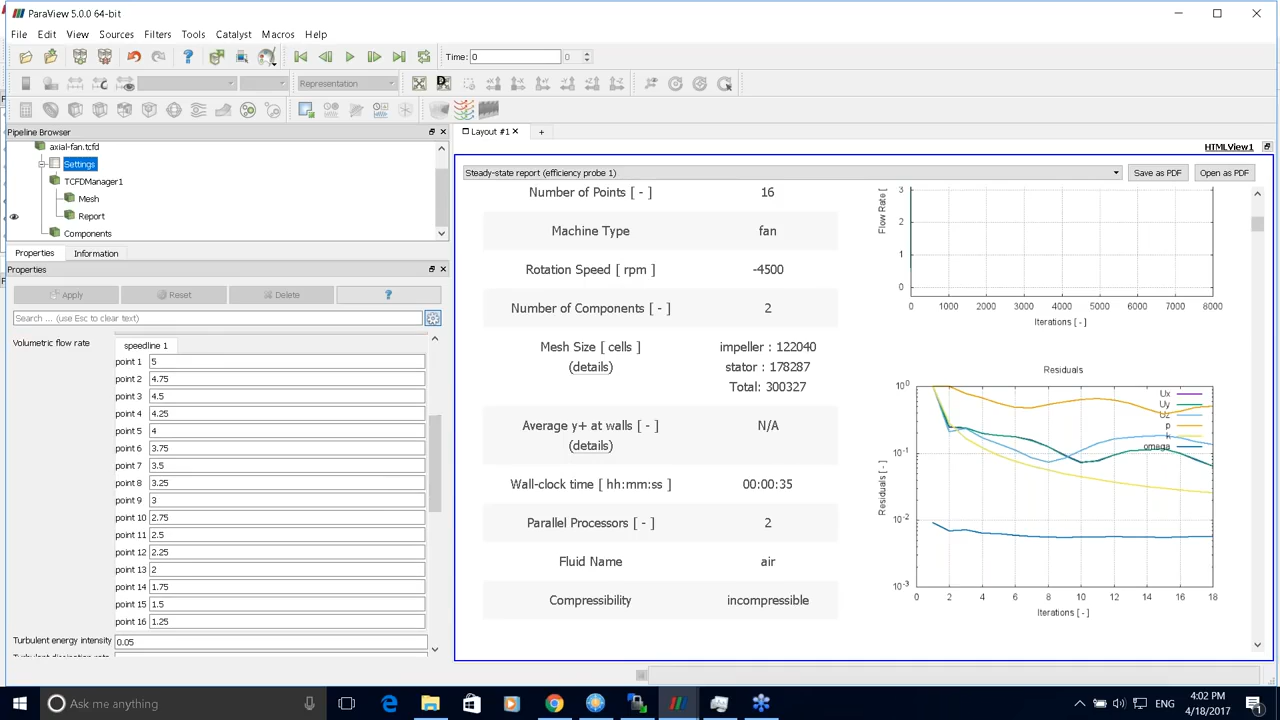 ParaView 5.0.0 64-bit
File Edit View Sources Filters Tools Catalyst Macros Help
Time: 0 0
Representation
Pipeline Browser
axial-fan.tcfd
Settings
TCFDManager1
Mesh
Report
Components
Properties Information
Properties
Apply Reset Delete ?
Search ... (use Esc to clear text)
Volumetric flow rate
speedline 1
point 1 5
point 2 4.75
point 3 4.5
point 4 4.25
point 5 4
point 6 3.75
point 7 3.5
point 8 3.25
point 9 3
point 10 2.75
point 11 2.5
point 12 2.25
point 13 2
point 14 1.75
point 15 1.5
point 16 1.25
Turbulent energy intensity 0.05
Layout #1
HTMLView1
Steady-state report (efficiency probe 1) Save as PDF Open as PDF
Number of Points [ - ] 16
Machine Type fan
Rotation Speed [ rpm ] -4500
Number of Components [ - ] 2
Mesh Size [ cells ]
(details)
impeller : 122040
stator : 178287
Total: 300327
Average y+ at walls [ - ]
(details)
N/A
Wall-clock time [ hh:mm:ss ] 00:00:35
Parallel Processors [ - ] 2
Fluid Name air
Compressibility incompressible
Flow Rate [
3
2
1
0
0 1000 2000 3000 4000 5000 6000 7000 8000
Iterations [ - ]
Residuals
Ux
Uy
Uz
p
k
omega
Residuals [ - ]
10^0
10^-1
10^-2
10^-3
0 2 4 6 8 10 12 14 16 18
Iterations [ - ]
Ask me anything
ENG
4:02 PM
4/18/2017
1